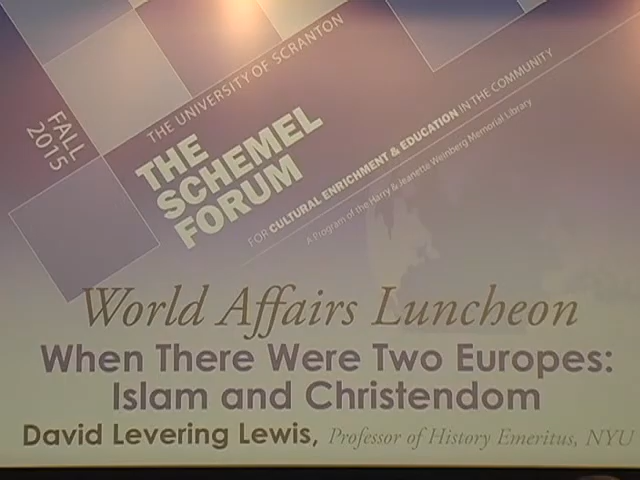 FALL
2015
THE UNIVERSITY OF SCRANTON
THE
SCHEMEL
FORUM
FOR CULTURAL ENRICHMENT & EDUCATION IN THE COMMUNITY
A Program of the Harry & Jeanette Weinberg Memorial Library
World Affairs Luncheon
When There Were Two Europes:
Islam and Christendom
David Levering Lewis, Professor of History Emeritus, NYU